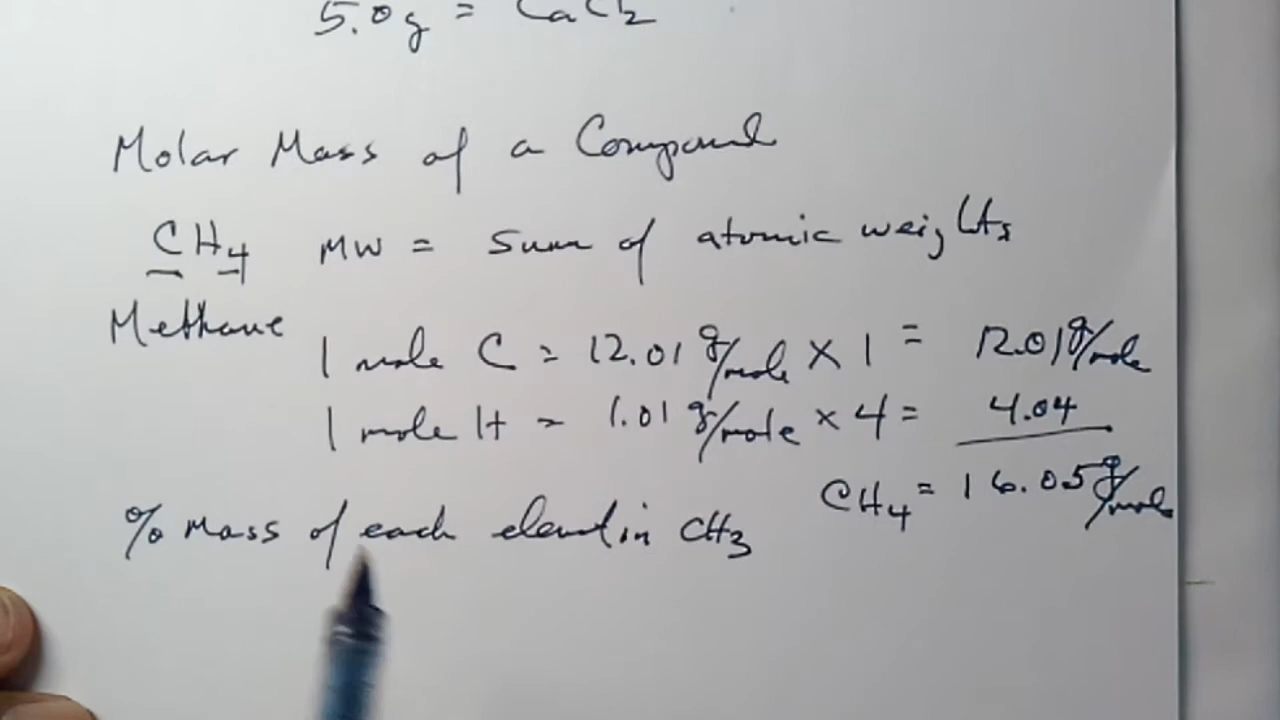 5.0g = CaCl2
Molar Mass of a Compound
CH4 MW = sum of atomic weights
Methane
1 mole C = 12.01 g/mole × 1 = 12.01 g/mole
1 mole H = 1.01 g/mole × 4 = 4.04
CH4 = 16.05 g/mole
% Mass of each element in CH3